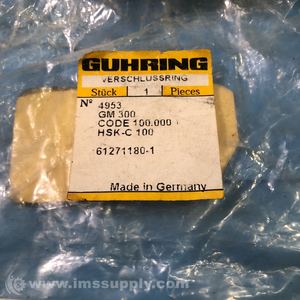 GUHRING
VERSCHLUSSRING
Stück 1 Pieces
Nº 4953
GM 300
CODE 100.000
HSK-C 100
61271180-1
Made in Germany
© www.imssupply.com